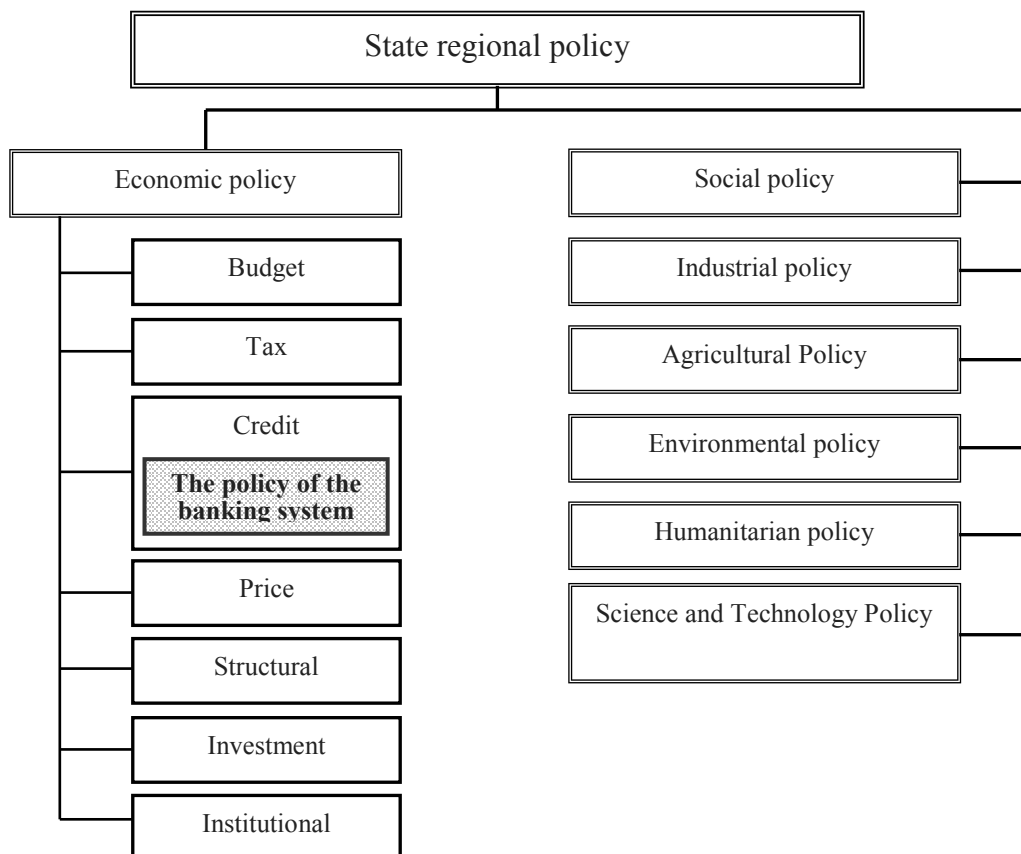 State regional policy
Economic policy
Budget
Tax
Credit
The policy of the
banking system
Price
Structural
Investment
Institutional
Social policy
Industrial policy
Agricultural Policy
Environmental policy
Humanitarian policy
Science and Technology Policy